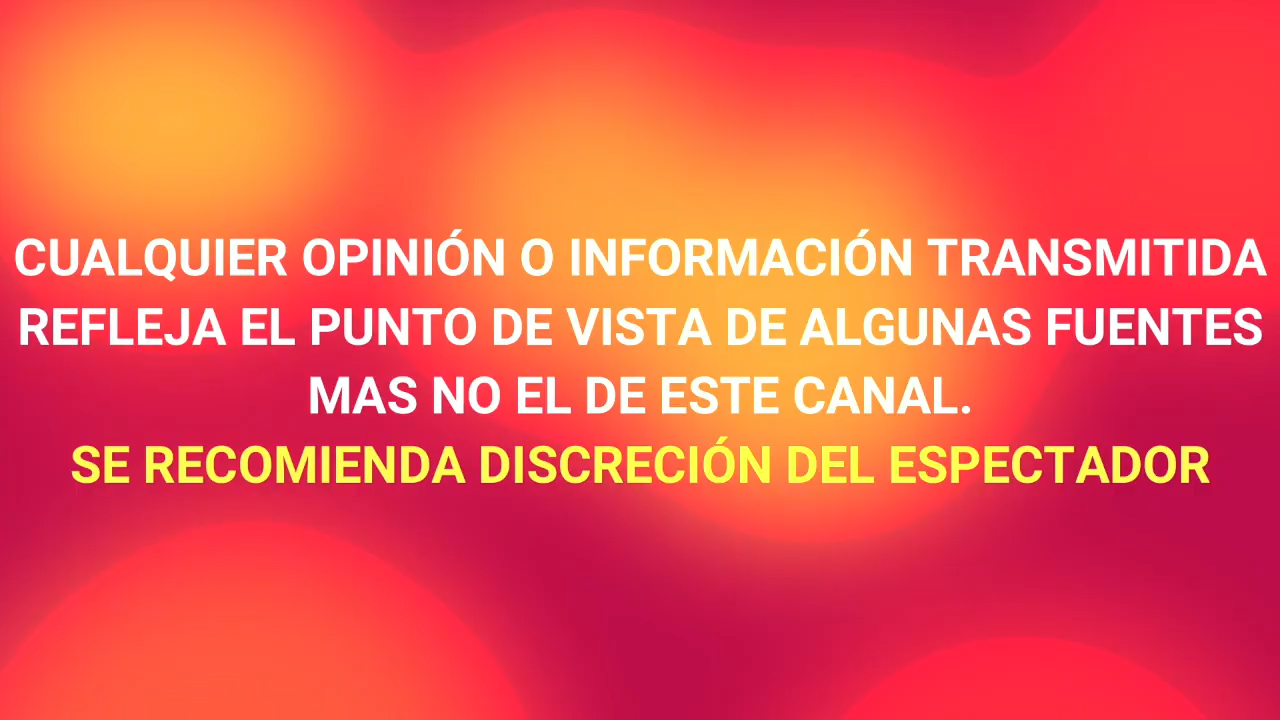 CUALQUIER OPINIÓN O INFORMACIÓN TRANSMITIDA
REFLEJA EL PUNTO DE VISTA DE ALGUNAS FUENTES
MAS NO EL DE ESTE CANAL.
SE RECOMIENDA DISCRECIÓN DEL ESPECTADOR